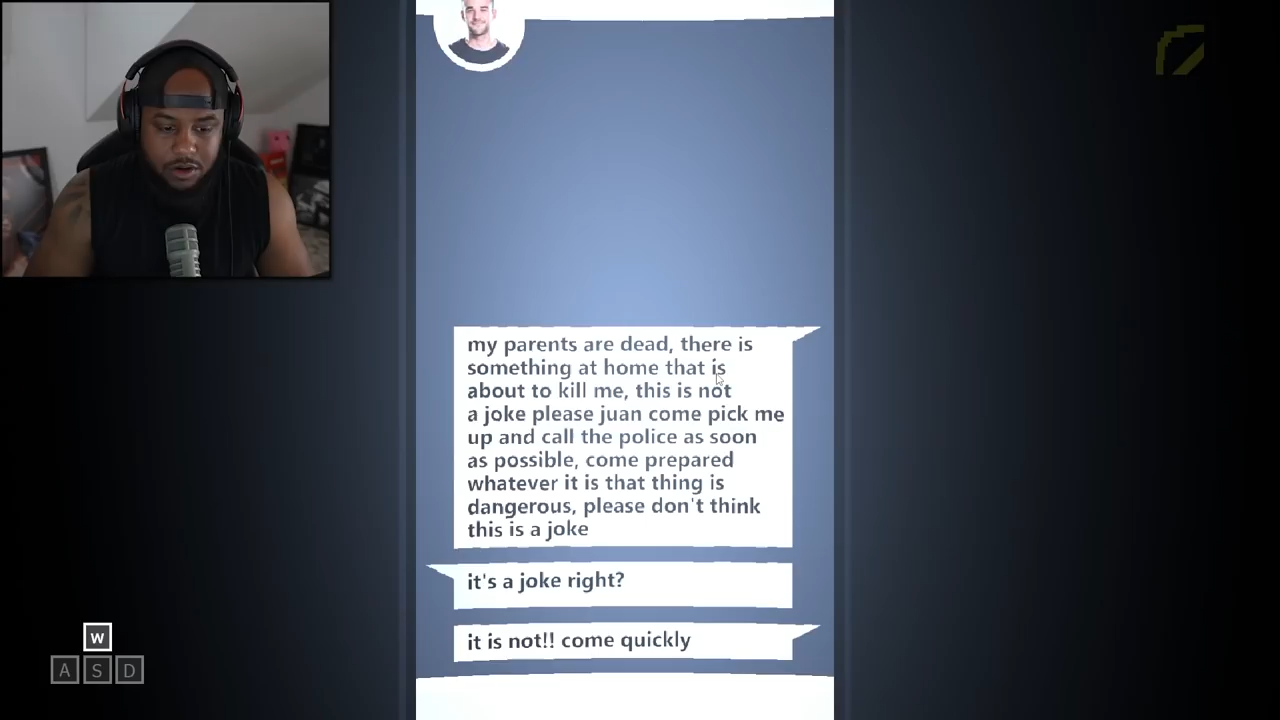 my parents are dead, there is
something at home that is
about to kill me, this is not
a joke please juan come pick me
up and call the police as soon
as possible, come prepared
whatever it is that thing is
dangerous, please don't think
this is a joke
it's a joke right?
it is not!! come quickly
W
A S D